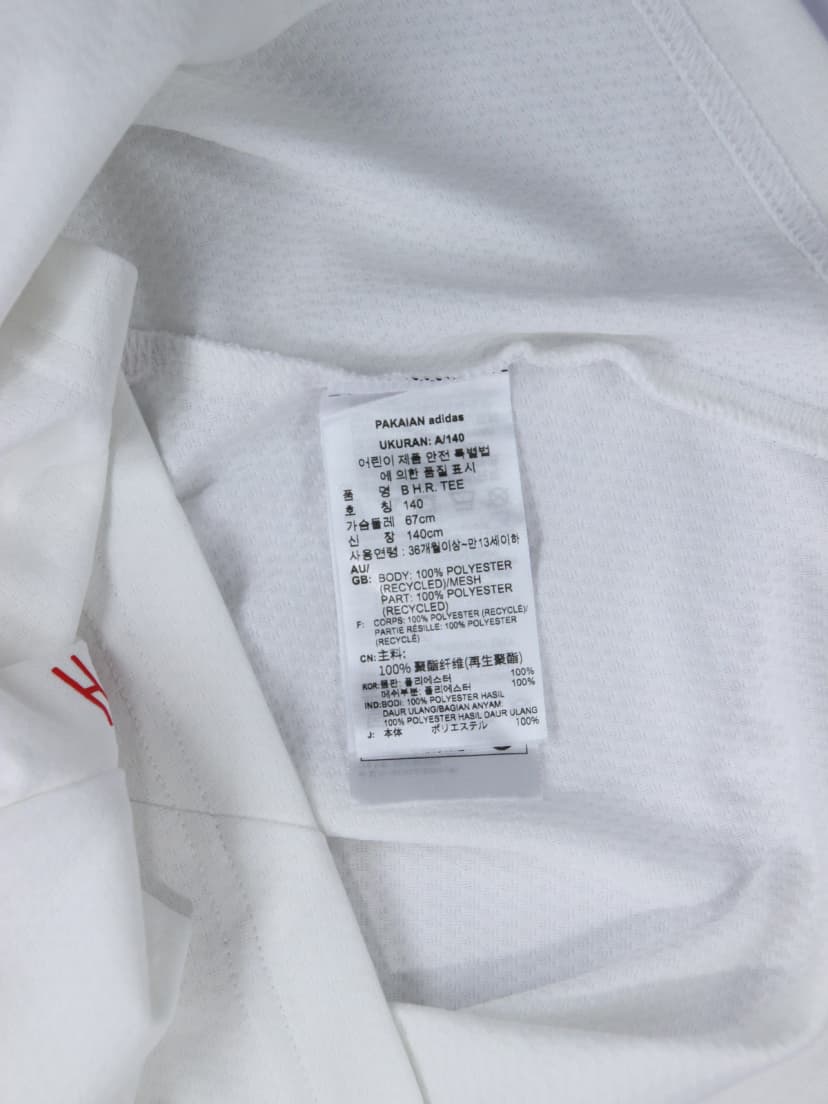 PAKAIAN adidas
UKURAN: A/140
어린이 제품 안전 특별법
에 의한 품질 표시
품 명 B H.R. TEE
호 칭 140
가슴둘레 67cm
신 장 140cm
사용연령 : 36개월이상~만13세이하
AU/
GB: BODY: 100% POLYESTER
(RECYCLED)/MESH
PART: 100% POLYESTER
(RECYCLED)
F: CORPS: 100% POLYESTER (RECYCLÉ)/
PARTIE RÉSILLE: 100% POLYESTER
(RECYCLÉ)
CN: 主料:
100% 聚酯纤维(再生聚酯)
KOR: 몸판: 폴리에스터 100%
메쉬부분: 폴리에스터 100%
IND: BODI: 100% POLYESTER HASIL
DAUR ULANG/BAGIAN ANYAM:
100% POLYESTER HASIL DAUR ULANG
J: 本体 ポリエステル 100%
H